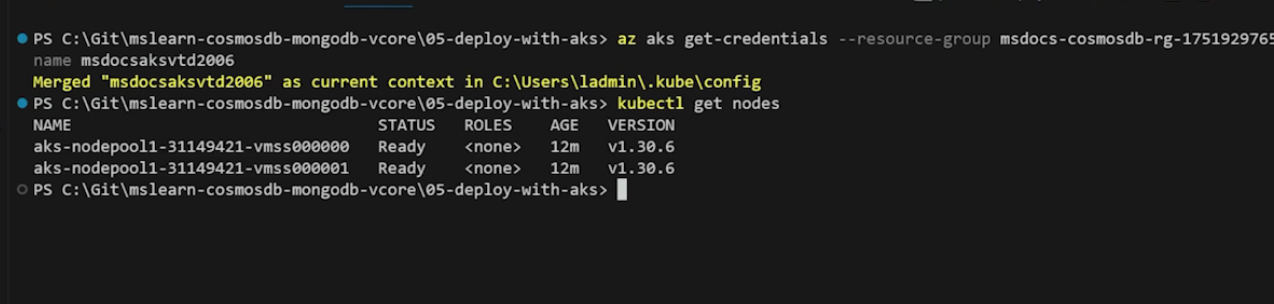 PS C:\Git\mslearn-cosmosdb-mongodb-vcore\05-deploy-with-aks> az aks get-credentials --resource-group msdocs-cosmosdb-rg-1751929765
name msdocsaksvtd2006
Merged "msdocsaksvtd2006" as current context in C:\Users\ladmin\.kube\config
PS C:\Git\mslearn-cosmosdb-mongodb-vcore\05-deploy-with-aks> kubectl get nodes
NAME STATUS ROLES AGE VERSION
aks-nodepool1-31149421-vmss000000 Ready <none> 12m v1.30.6
aks-nodepool1-31149421-vmss000001 Ready <none> 12m v1.30.6
PS C:\Git\mslearn-cosmosdb-mongodb-vcore\05-deploy-with-aks>